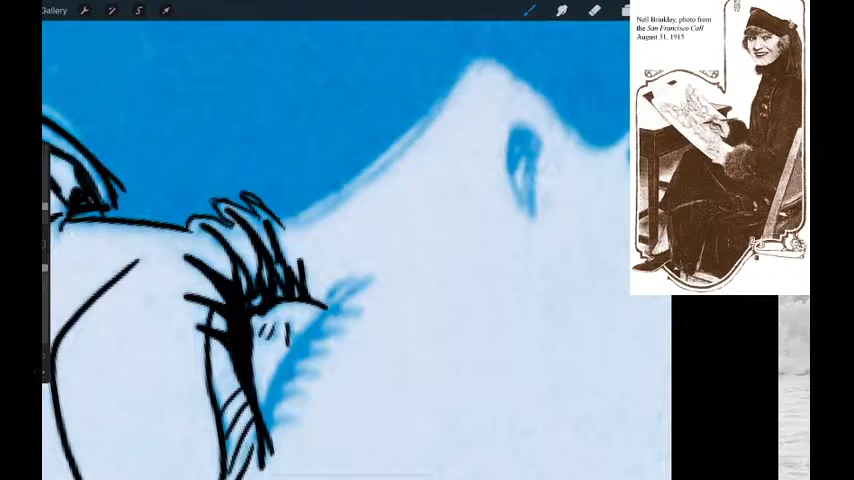 Gallery
Nell Brinkley, photo from
the San Francisco Call
August 31, 1915